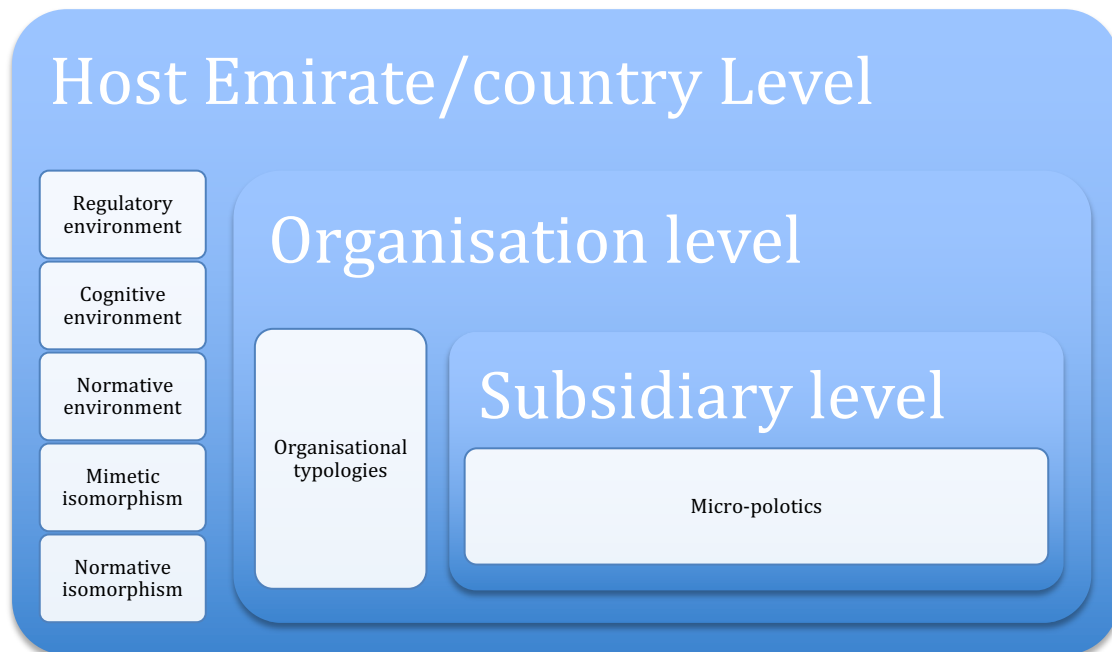 Host Emirate/country Level
Regulatory
environment
Cognitive
environment
Normative
environment
Mimetic
isomorphism
Normative
isomorphism
Organisation level
Organisational
typologies
Subsidiary level
Micro-polotics